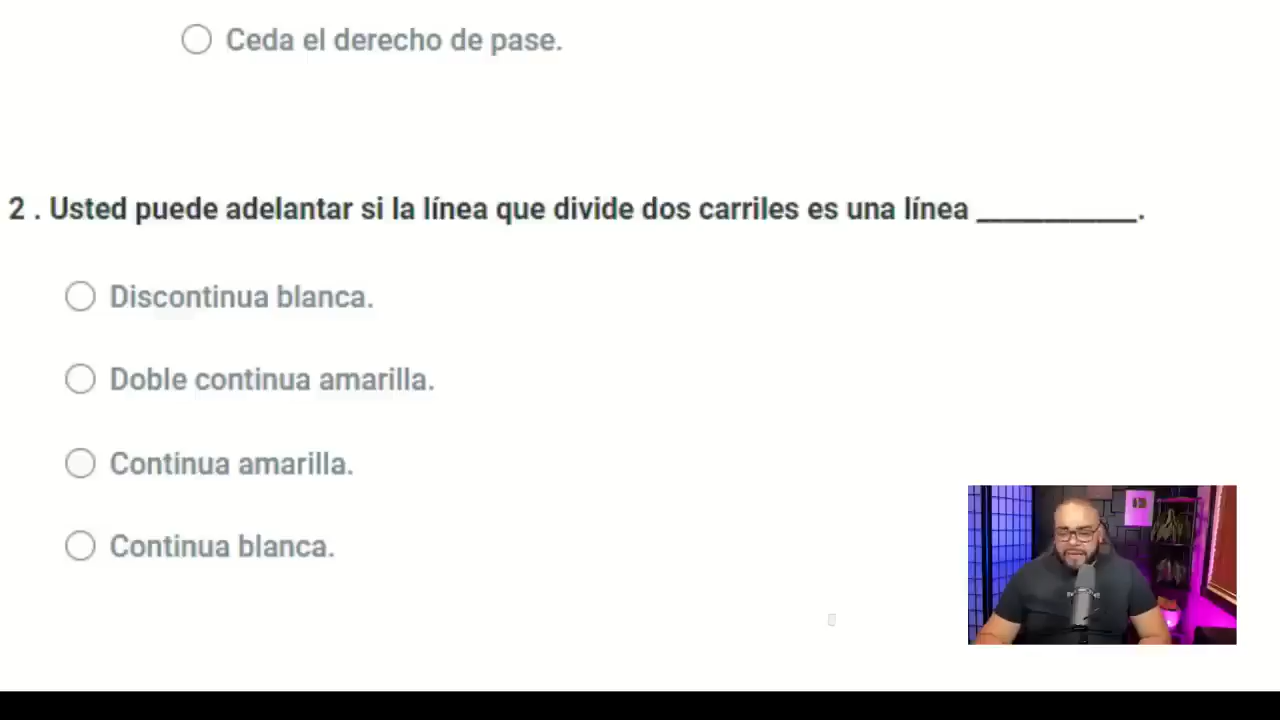 Ceda el derecho de pase.
2 . Usted puede adelantar si la línea que divide dos carriles es una línea __________.
Discontinua blanca.
Doble continua amarilla.
Continua amarilla.
Continua blanca.